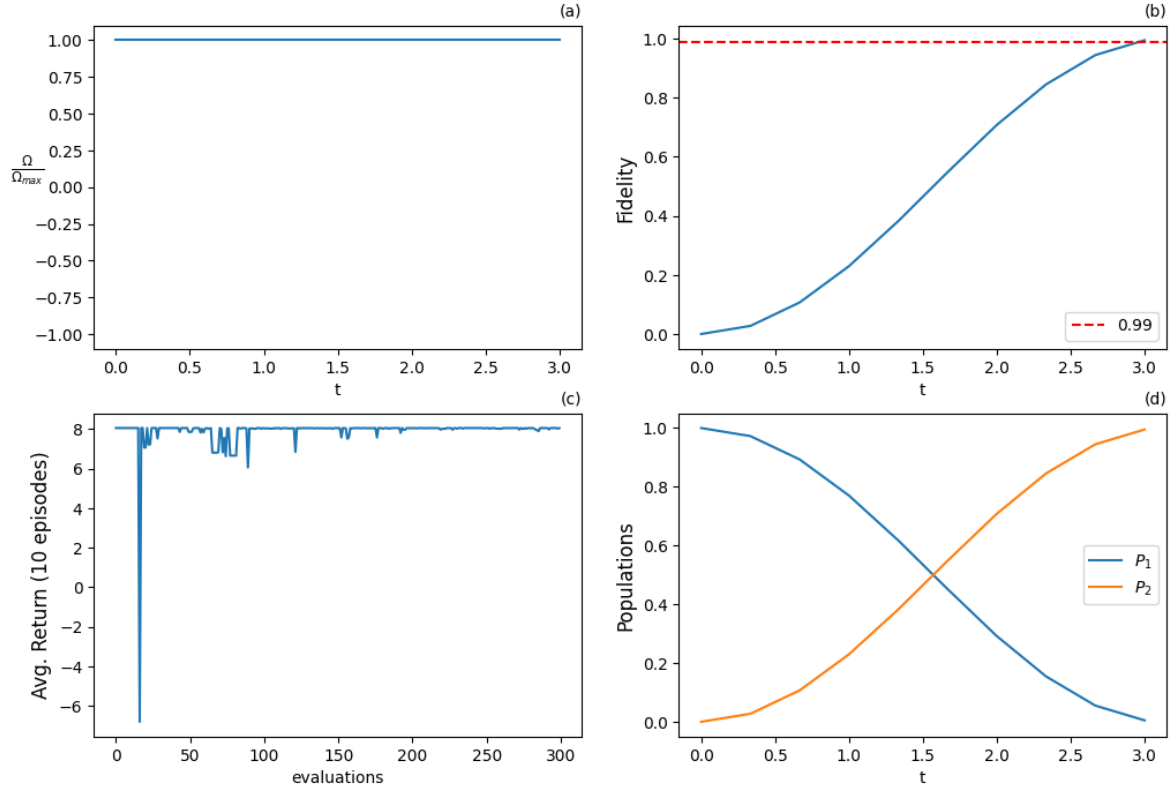 (a)
1.00
0.75
0.50
0.25
0.00
−0.25
−0.50
−0.75
−1.00
Ω
Ωmax
0.0 0.5 1.0 1.5 2.0 2.5 3.0
t
(b)
1.0
0.8
0.6
0.4
0.2
0.0
Fidelity
0.99
0.0 0.5 1.0 1.5 2.0 2.5 3.0
t
(c)
8
6
4
2
0
−2
−4
−6
Avg. Return (10 episodes)
0 50 100 150 200 250 300
evaluations
(d)
1.0
0.8
0.6
0.4
0.2
0.0
Populations
P1
P2
0.0 0.5 1.0 1.5 2.0 2.5 3.0
t